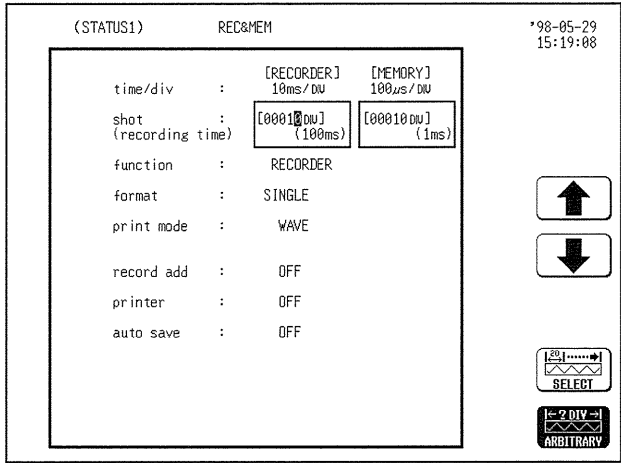 (STATUS1) REC&MEM '98-05-29
15:19:08
[RECORDER] [MEMORY]
time/div : 10ms/DIV 100μs/DIV
shot : [00010DIV] [00010DIV]
(recording time) (100ms) (1ms)
function : RECORDER
format : SINGLE
print mode : WAVE
record add : OFF
printer : OFF
auto save : OFF
20
SELECT
? DIV
ARBITRARY